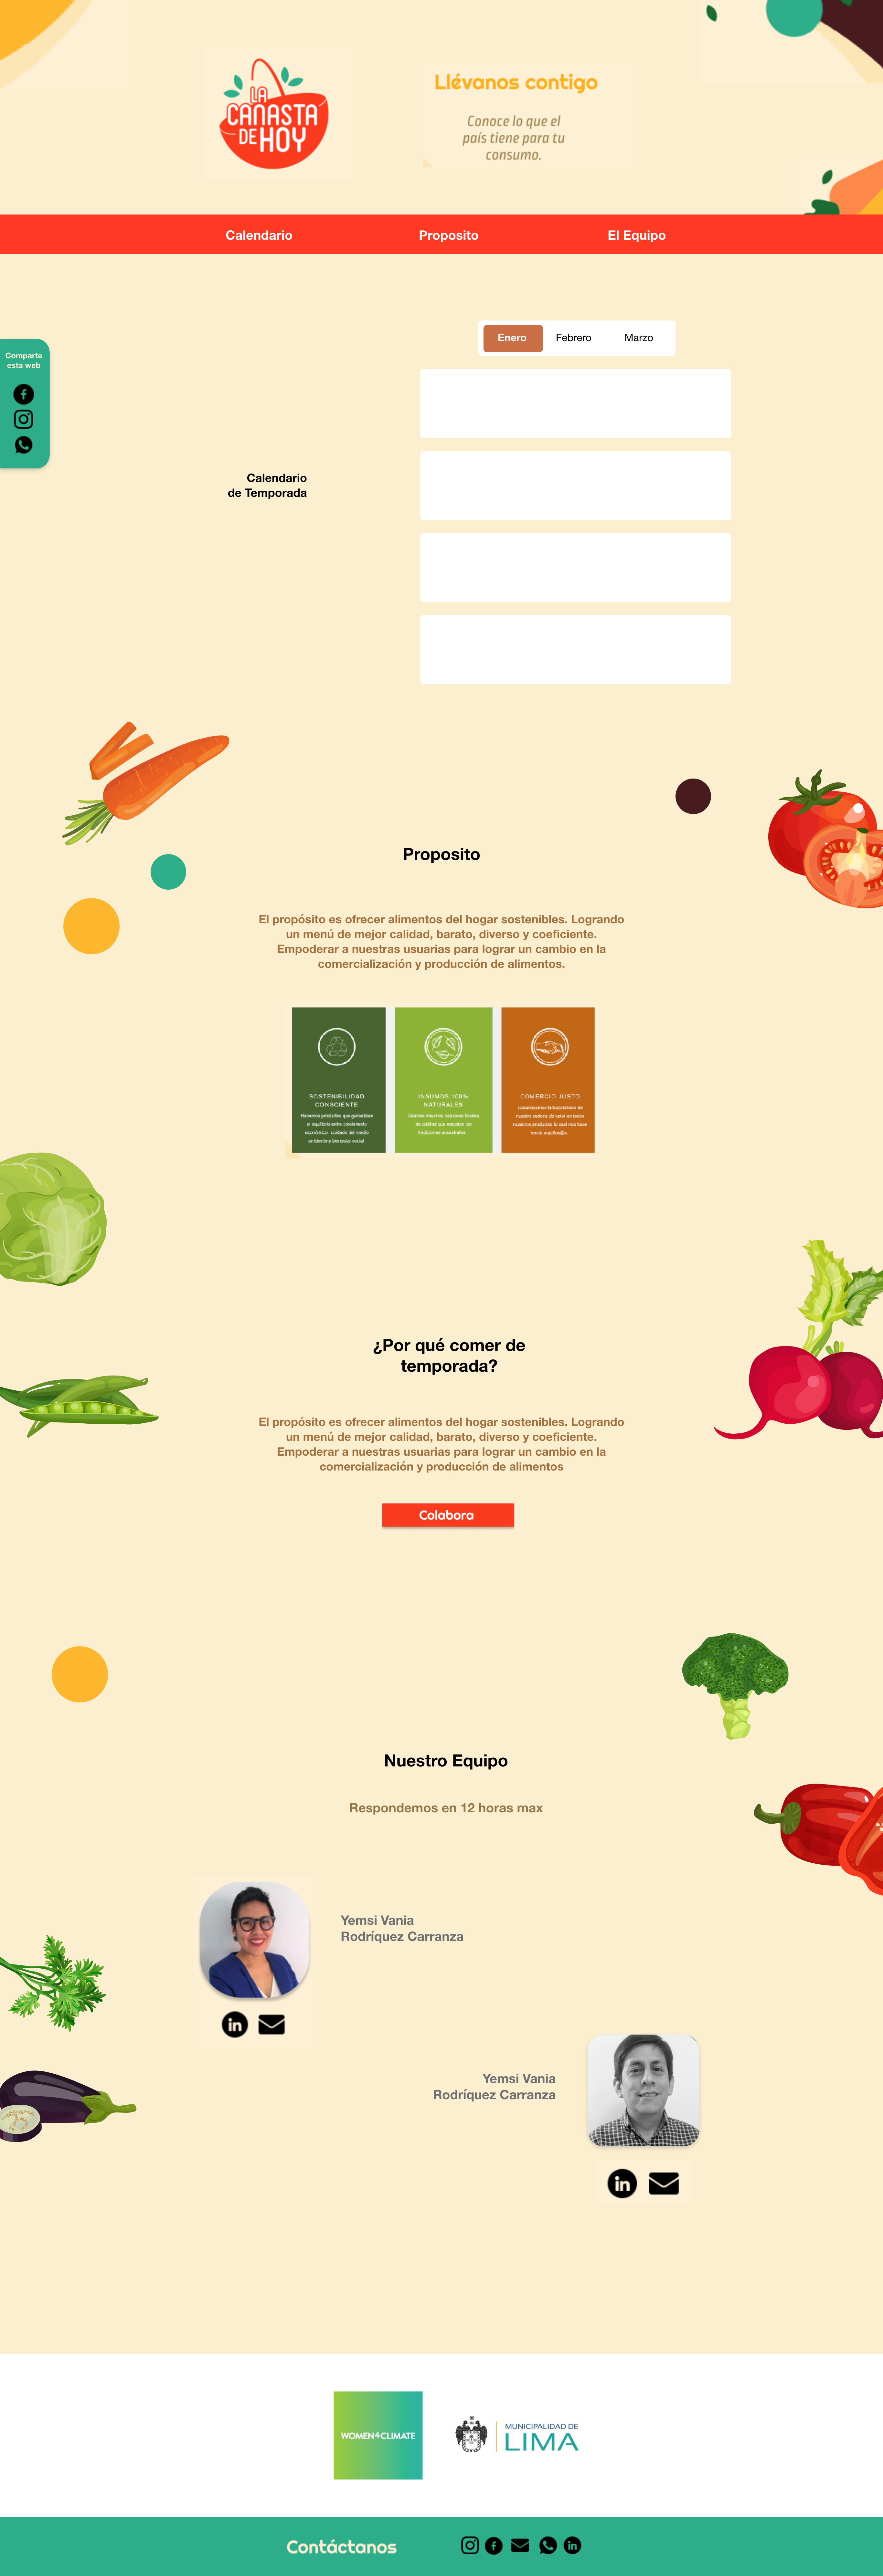 LA
CANASTA
DE HOY
Llévanos contigo
Conoce lo que el
país tiene para tu
consumo.
Calendario
Proposito
El Equipo
Enero
Febrero
Marzo
Comparte
esta web
Calendario
de Temporada
Proposito
El propósito es ofrecer alimentos del hogar sostenibles. Logrando
un menú de mejor calidad, barato, diverso y coeficiente.
Empoderar a nuestras usuarias para lograr un cambio en la
comercialización y producción de alimentos.
SOSTENIBILIDAD
CONSCIENTE
Hacemos productos que garantizan
el equilibrio entre crecimiento
económico, cuidado del medio
ambiente y bienestar social.
INSUMOS 100%
NATURALES
Usamos insumos naturales locales
de calidad que resaltan las
tradiciones ancestrales.
COMERCIO JUSTO
Garantizamos la trazabilidad de
nuestra cadena de valor en todos
nuestros productos lo cual nos hace
sentir orgullos@s.
¿Por qué comer de
temporada?
El propósito es ofrecer alimentos del hogar sostenibles. Logrando
un menú de mejor calidad, barato, diverso y coeficiente.
Empoderar a nuestras usuarias para lograr un cambio en la
comercialización y producción de alimentos
Colabora
Nuestro Equipo
Respondemos en 12 horas max
Yemsi Vania
Rodríquez Carranza
Yemsi Vania
Rodríquez Carranza
WOMEN4CLIMATE
MUNICIPALIDAD DE
LIMA
Contáctanos